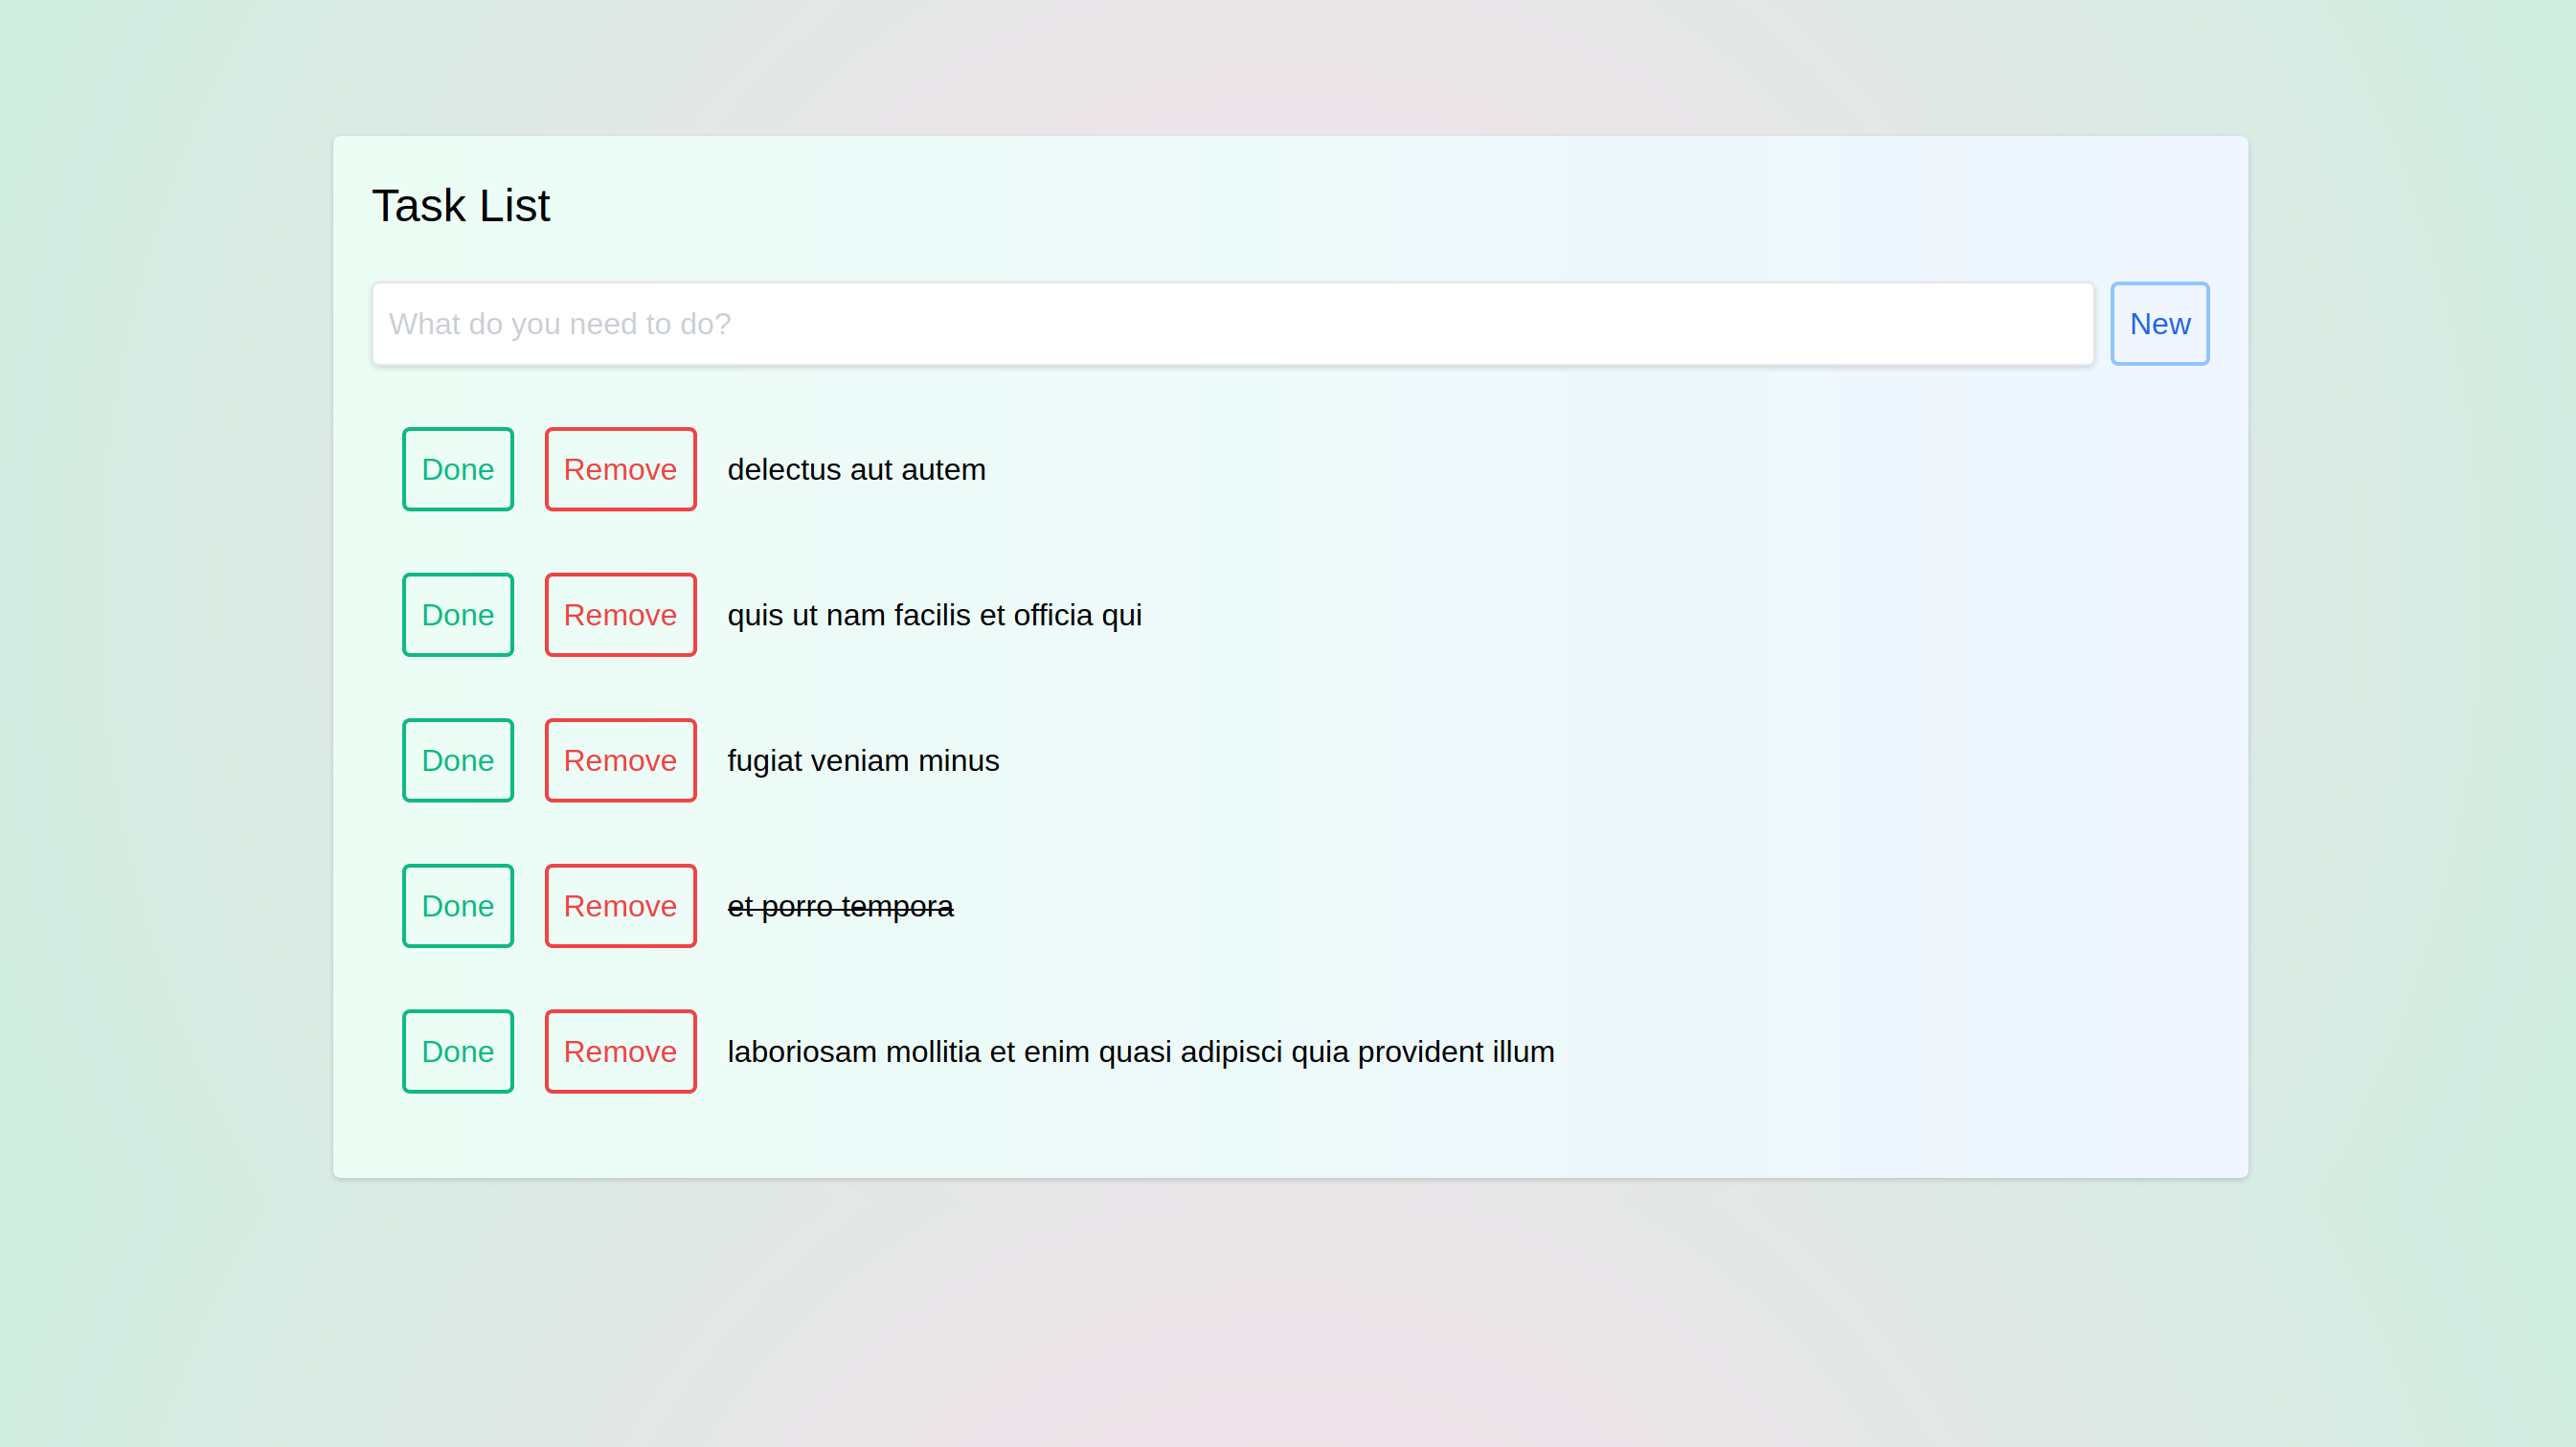 Task List
What do you need to do? New
Done Remove delectus aut autem
Done Remove quis ut nam facilis et officia qui
Done Remove fugiat veniam minus
Done Remove et porro tempora
Done Remove laboriosam mollitia et enim quasi adipisci quia provident illum